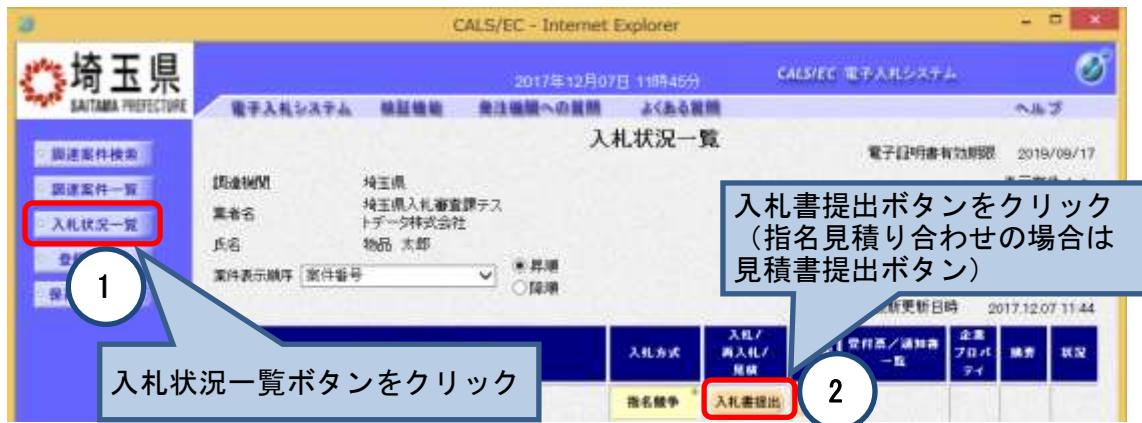 CALS/EC - Internet Explorer
埼玉県
SAITAMA PREFECTURE
2017年12月07日 11時45分
CALS/EC 電子入札システム
電子入札システム 検証機能 発注機関への質問 よくある質問 ヘルプ
入札状況一覧
電子証明書有効期限 2019/09/17
調達案件検索
調達案件一覧
入札状況一覧
調達機関 埼玉県
業者名 埼玉県入札審査課テス
トデータ株式会社
氏名 物品 太郎
案件表示順序 案件番号
昇順
降順
入札書提出ボタンをクリック
（指名見積り合わせの場合は
見積書提出ボタン）
1
新更新日時 2017.12.07 11:44
入札状況一覧ボタンをクリック
入札方式
入札/
再入札/
見積
受付票/通知書
一覧
企業
プロパ
ティ
摘要
状況
指名競争
入札書提出
2